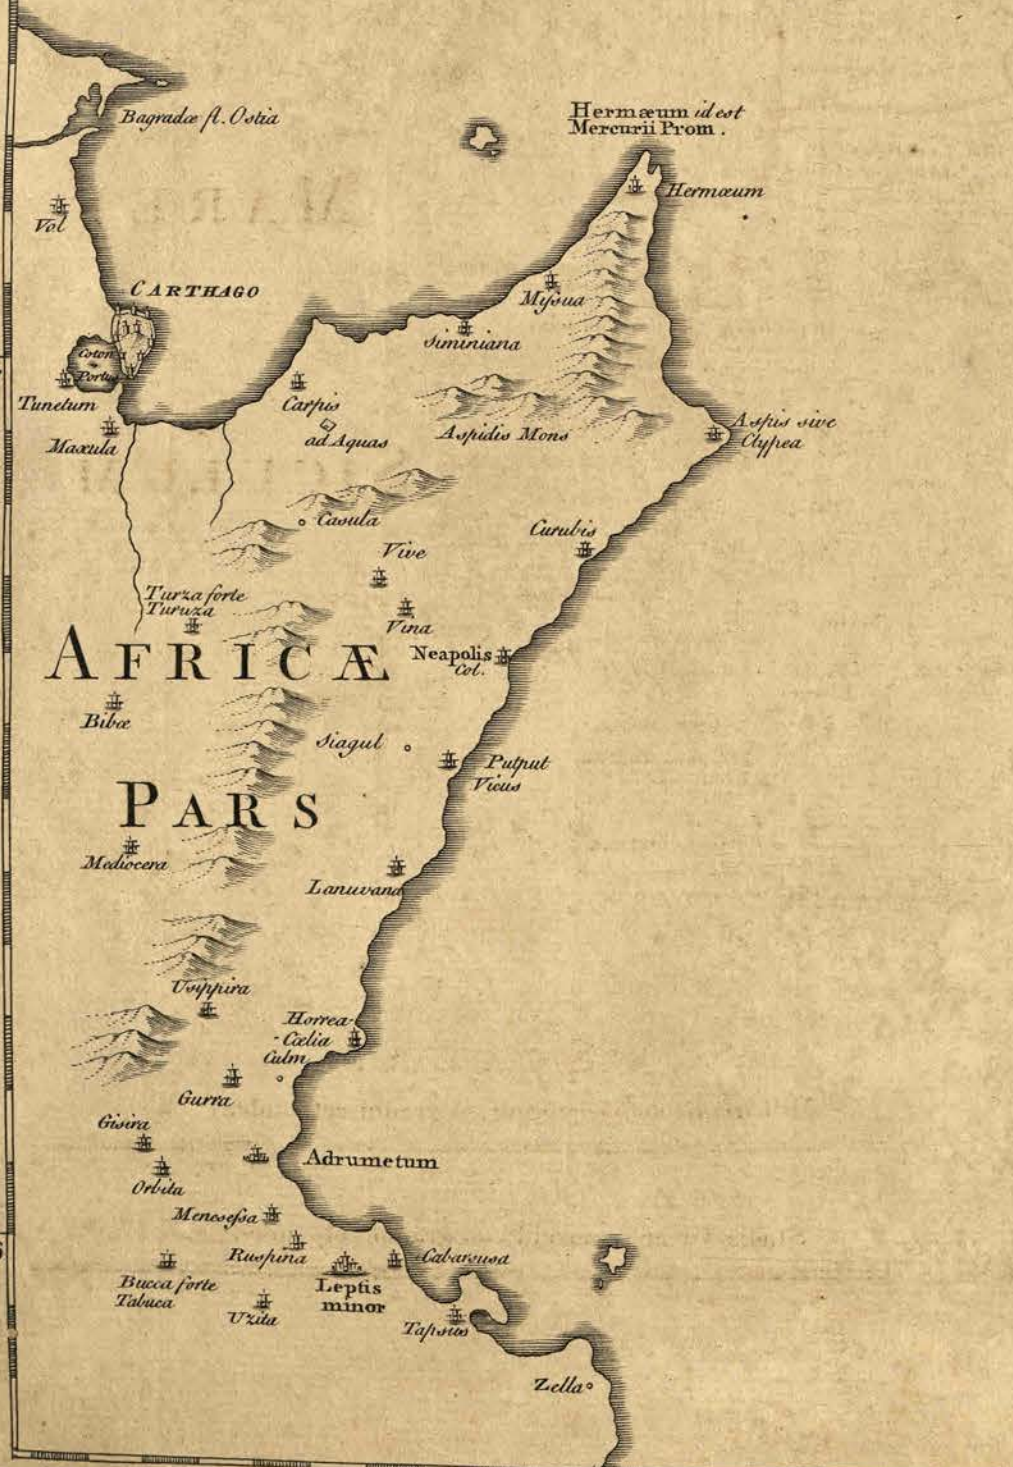 Bagradæ fl. Ostia
Hermæum id est
Mercurii Prom.
Hermæum
Vol
CARTHAGO
Mysua
Siminiana
Coton
Portus
Tunetum
Carpis
Maxula
ad Aquas
Aspidis Mons
Aspis sive
Clypea
Casula
Curubis
Vive
Turza forte
Turuza
Vina
AFRICÆ
Neapolis
Col.
Bibæ
Siagul
Putput
Vicus
PARS
Mediocera
Lanuvana
Usippira
Horrea
Cœlia
Culm
Gurra
Gisira
Adrumetum
Orbita
Menesessa
Ruspina
Cabarsusa
Bucca forte
Tabuca
Leptis
minor
Uzita
Tapsus
Zella